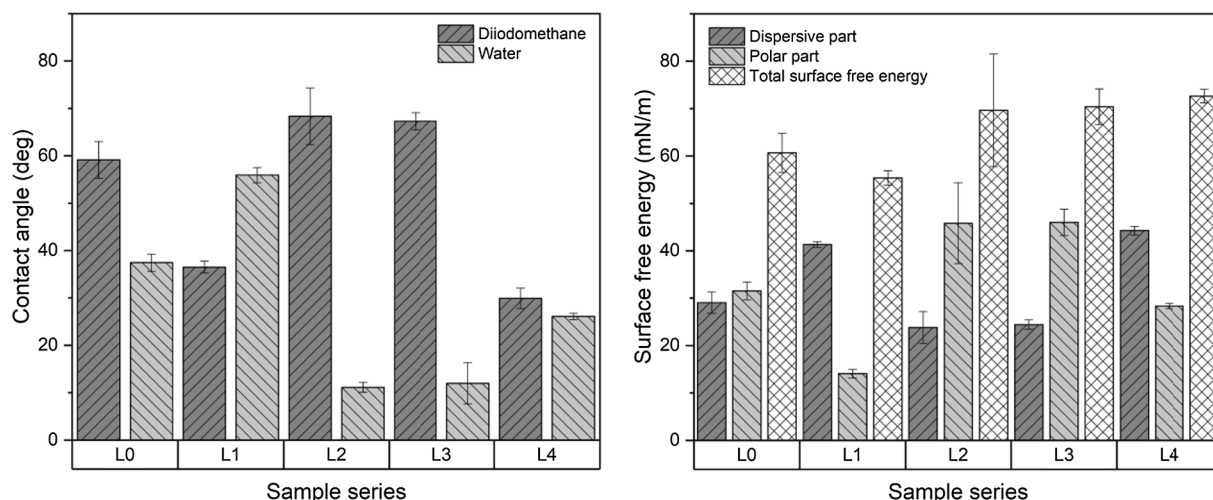 Contact angle (deg)
80
60
40
20
0
Diiodomethane
Water
L0 L1 L2 L3 L4
Sample series
Surface free energy (mN/m)
80
60
40
20
0
Dispersive part
Polar part
Total surface free energy
L0 L1 L2 L3 L4
Sample series